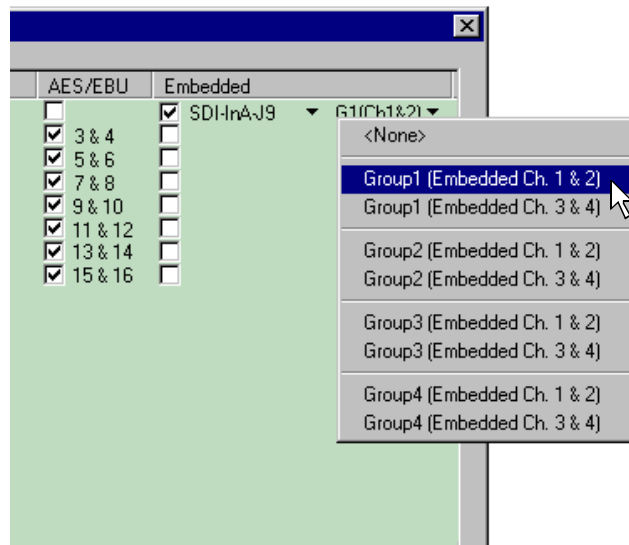 AES/EBU Embedded
SDI-InA-J9 G1(Ch1&2)
3 & 4
5 & 6
7 & 8
9 & 10
11 & 12
13 & 14
15 & 16
<None>
Group1 (Embedded Ch. 1 & 2)
Group1 (Embedded Ch. 3 & 4)
Group2 (Embedded Ch. 1 & 2)
Group2 (Embedded Ch. 3 & 4)
Group3 (Embedded Ch. 1 & 2)
Group3 (Embedded Ch. 3 & 4)
Group4 (Embedded Ch. 1 & 2)
Group4 (Embedded Ch. 3 & 4)